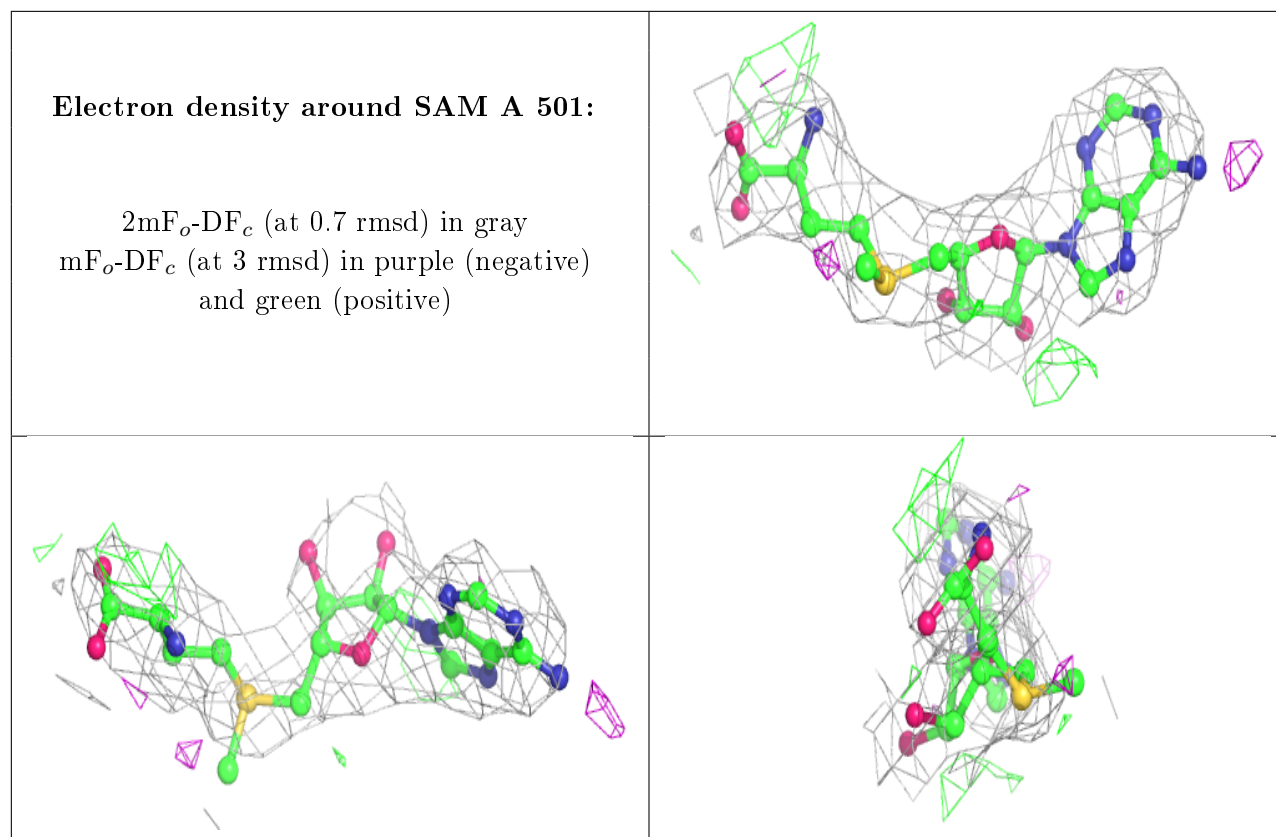 Electron density around SAM A 501:
2mFₒ-DF𝒸 (at 0.7 rmsd) in gray
mFₒ-DF𝒸 (at 3 rmsd) in purple (negative)
and green (positive)